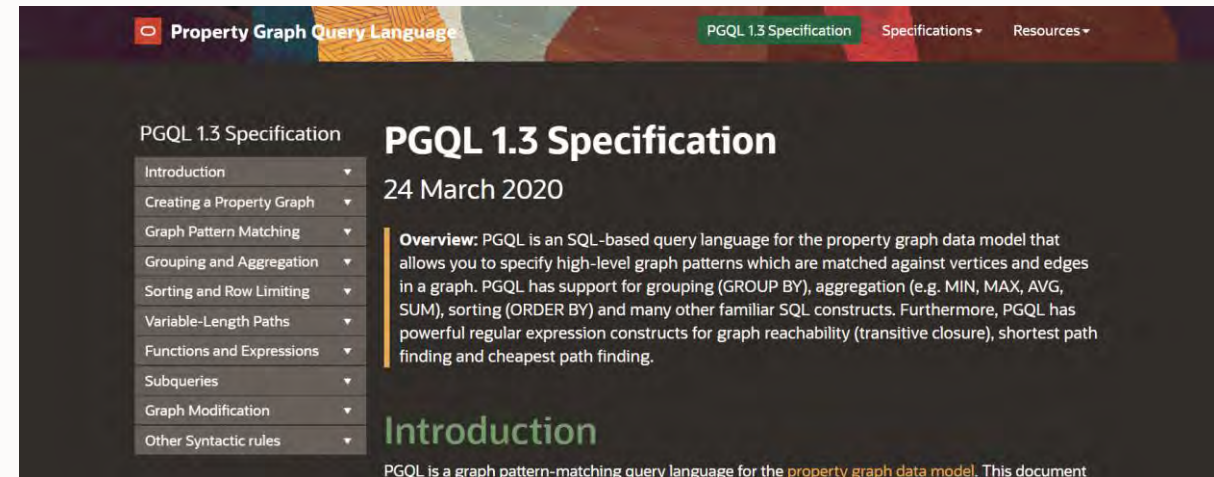 Property Graph Query Language
PGQL 1.3 Specification
Specifications
Resources
PGQL 1.3 Specification
Introduction
Creating a Property Graph
Graph Pattern Matching
Grouping and Aggregation
Sorting and Row Limiting
Variable-Length Paths
Functions and Expressions
Subqueries
Graph Modification
Other Syntactic rules
PGQL 1.3 Specification
24 March 2020
Overview: PGQL is an SQL-based query language for the property graph data model that
allows you to specify high-level graph patterns which are matched against vertices and edges
in a graph. PGQL has support for grouping (GROUP BY), aggregation (e.g. MIN, MAX, AVG,
SUM), sorting (ORDER BY) and many other familiar SQL constructs. Furthermore, PGQL has
powerful regular expression constructs for graph reachability (transitive closure), shortest path
finding and cheapest path finding.
Introduction
PGQL is a graph pattern-matching query language for the property graph data model. This document